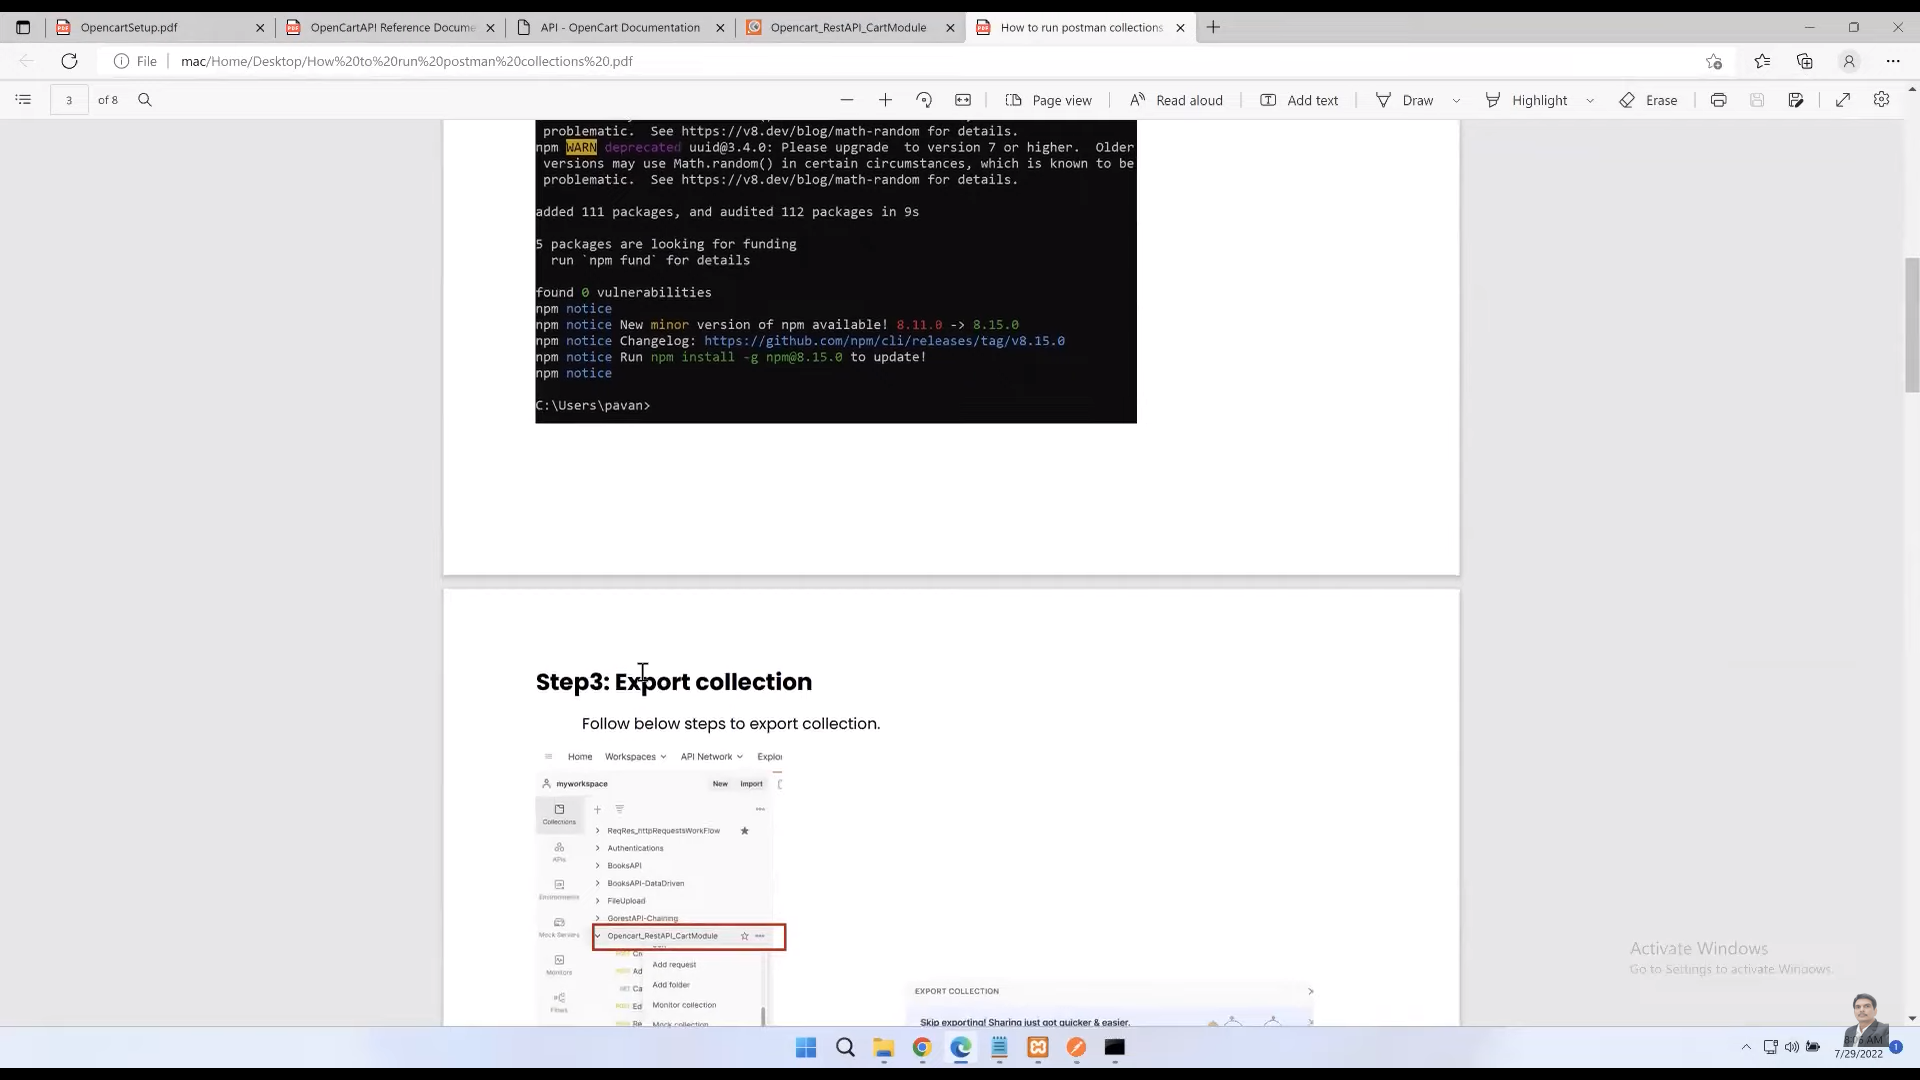 OpencartSetup.pdf
OpenCartAPI Reference Docume
API - OpenCart Documentation
Opencart_RestAPI_CartModule
How to run postman collections
File
mac/Home/Desktop/How%20to%20run%20postman%20collections%20.pdf
3 of 8
Page view
Read aloud
Add text
Draw
Highlight
Erase
problematic. See https://v8.dev/blog/math-random for details.
npm WARN deprecated uuid@3.4.0: Please upgrade to version 7 or higher. Older
versions may use Math.random() in certain circumstances, which is known to be
problematic. See https://v8.dev/blog/math-random for details.
added 111 packages, and audited 112 packages in 9s
5 packages are looking for funding
run `npm fund` for details
found 0 vulnerabilities
npm notice
npm notice New minor version of npm available! 8.11.0 -> 8.15.0
npm notice Changelog: https://github.com/npm/cli/releases/tag/v8.15.0
npm notice Run npm install -g npm@8.15.0 to update!
npm notice
C:\Users\pavan>
Step3: Export collection
Follow below steps to export collection.
Home Workspaces API Network Explor
myworkspace New Import
Collections
ReqRes_httpRequestsWorkFlow
Authentications
APIs
BooksAPI
BooksAPI-DataDriven
Environments
FileUpload
GorestAPI-Chaining
Mock Servers
Opencart_RestAPI_CartModule
Cr
Add request
Ad
Monitors
Add folder
Ca
Monitor collection
Ed
Flows
Mock collection
Re
EXPORT COLLECTION
Skip exporting! Sharing just got quicker & easier.
Activate Windows
Go to Settings to activate Windows.
7/29/2022
1